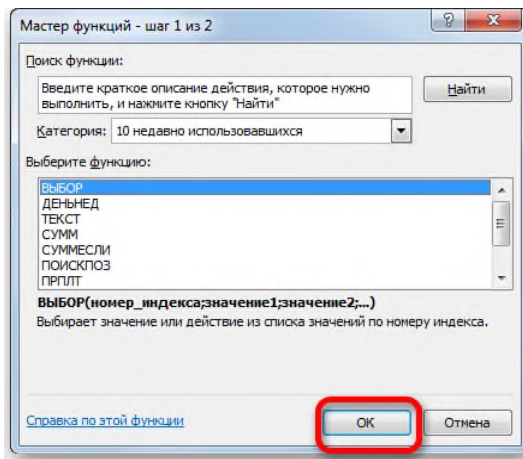 Мастер функций - шаг 1 из 2
Поиск функции:
Введите краткое описание действия, которое нужно
выполнить, и нажмите кнопку "Найти"
Найти
Категория: 10 недавно использовавшихся
Выберите функцию:
ВЫБОР
ДЕНЬНЕД
ТЕКСТ
СУММ
СУММЕСЛИ
ПОИСКПОЗ
ПРПЛТ
ВЫБОР(номер_индекса;значение1;значение2;...)
Выбирает значение или действие из списка значений по номеру индекса.
Справка по этой функции
ОК
Отмена